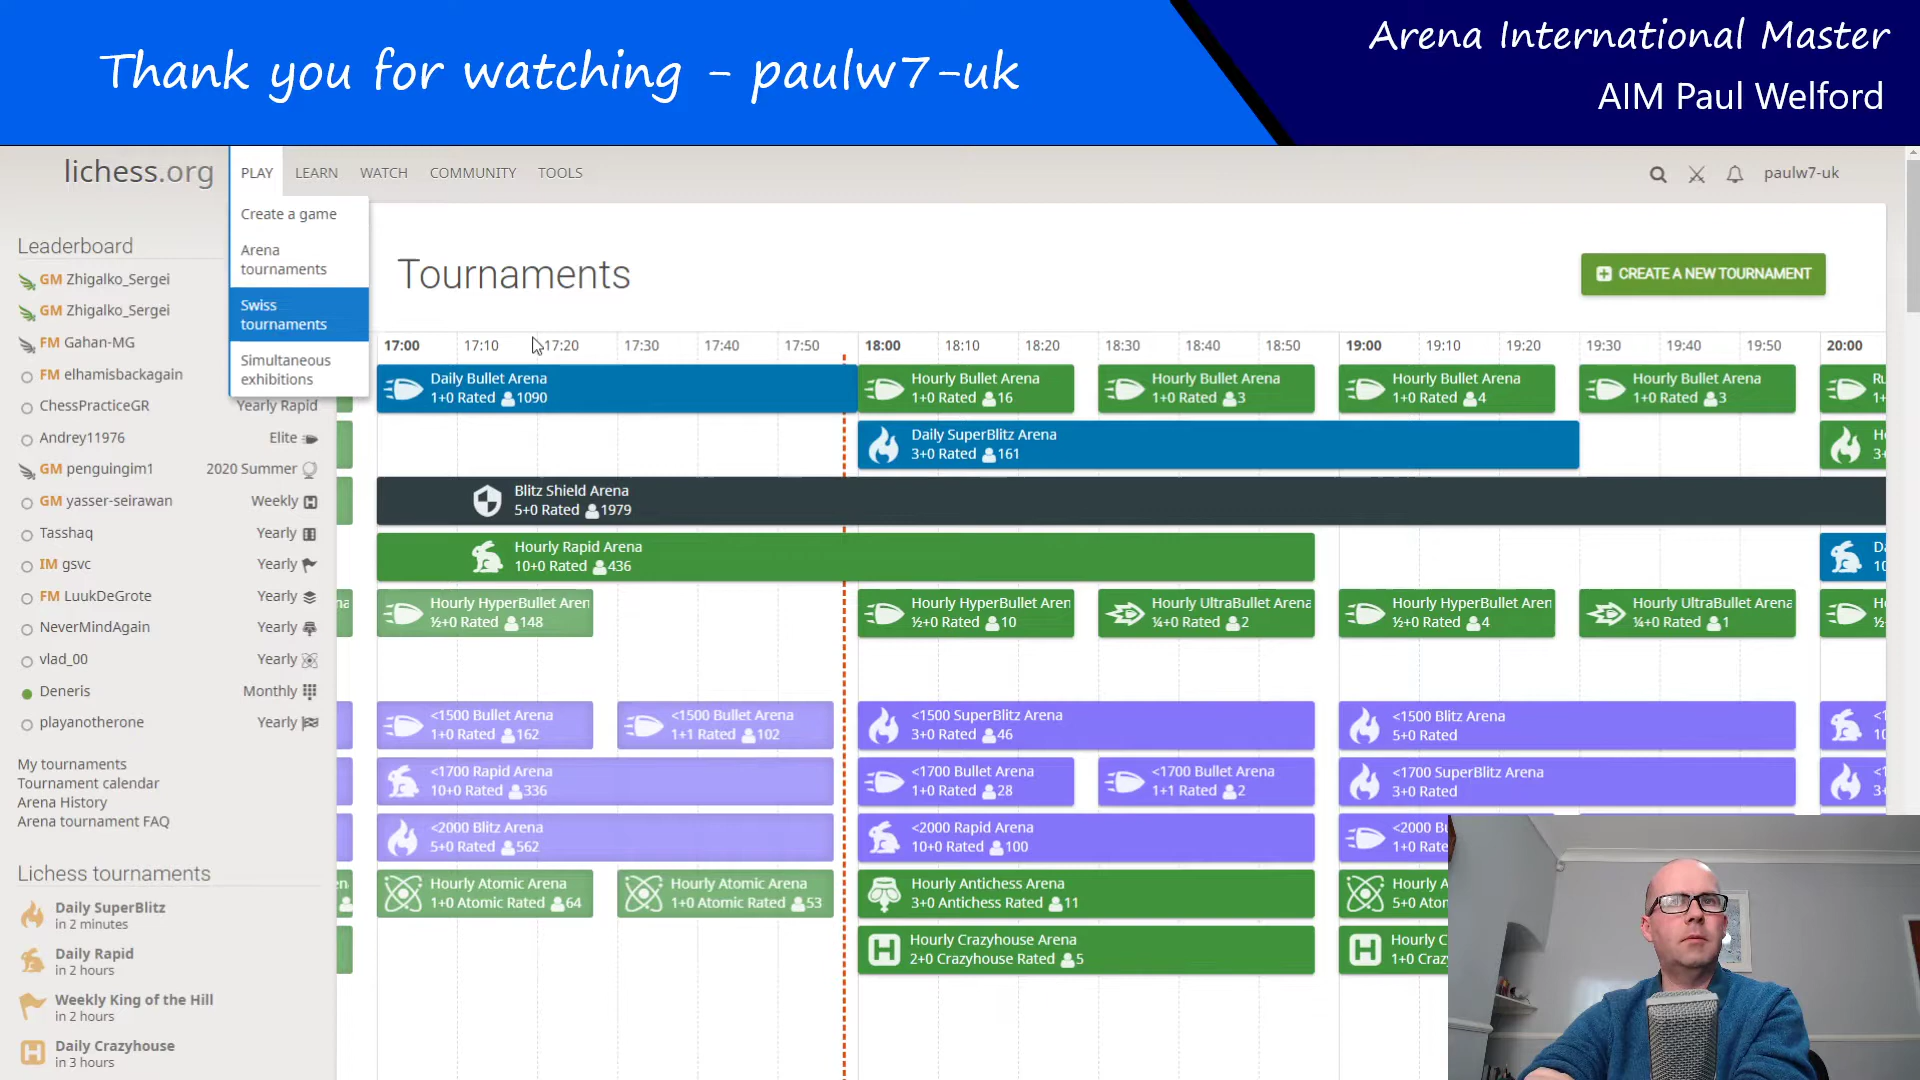 Thank you for watching - paulw7-uk
Arena International Master
AIM Paul Welford
lichess.org
PLAY
LEARN
WATCH
COMMUNITY
TOOLS
paulw7-uk
Create a game
Arena
tournaments
Swiss
tournaments
Simultaneous
exhibitions
Leaderboard
GM Zhigalko_Sergei
GM Zhigalko_Sergei
FM Gahan-MG
FM elhamisbackagain
ChessPracticeGR Yearly Rapid
Andrey11976 Elite
GM penguingim1 2020 Summer
GM yasser-seirawan Weekly
Tasshaq Yearly
IM gsvc Yearly
FM LuukDeGrote Yearly
NeverMindAgain Yearly
vlad_00 Yearly
Deneris Monthly
playanotherone Yearly
My tournaments
Tournament calendar
Arena History
Arena tournament FAQ
Lichess tournaments
Daily SuperBlitz
in 2 minutes
Daily Rapid
in 2 hours
Weekly King of the Hill
in 2 hours
Daily Crazyhouse
in 3 hours
Tournaments
CREATE A NEW TOURNAMENT
17:00 17:10 17:20 17:30 17:40 17:50 18:00 18:10 18:20 18:30 18:40 18:50 19:00 19:10 19:20 19:30 19:40 19:50 20:00
Daily Bullet Arena
1+0 Rated 1090
Hourly Bullet Arena
1+0 Rated 16
Hourly Bullet Arena
1+0 Rated 3
Hourly Bullet Arena
1+0 Rated 4
Hourly Bullet Arena
1+0 Rated 3
Daily SuperBlitz Arena
3+0 Rated 161
Blitz Shield Arena
5+0 Rated 1979
Hourly Rapid Arena
10+0 Rated 436
Hourly HyperBullet Aren
½+0 Rated 148
Hourly HyperBullet Aren
½+0 Rated 10
Hourly UltraBullet Arena
¼+0 Rated 2
Hourly HyperBullet Aren
½+0 Rated 4
Hourly UltraBullet Arena
¼+0 Rated 1
<1500 Bullet Arena
1+0 Rated 162
<1500 Bullet Arena
1+1 Rated 102
<1500 SuperBlitz Arena
3+0 Rated 46
<1500 Blitz Arena
5+0 Rated
<1700 Rapid Arena
10+0 Rated 336
<1700 Bullet Arena
1+0 Rated 28
<1700 Bullet Arena
1+1 Rated 2
<1700 SuperBlitz Arena
3+0 Rated
<2000 Blitz Arena
5+0 Rated 562
<2000 Rapid Arena
10+0 Rated 100
<2000 Bu
1+0 Rate
Hourly Atomic Arena
1+0 Atomic Rated 64
Hourly Atomic Arena
1+0 Atomic Rated 53
Hourly Antichess Arena
3+0 Antichess Rated 11
Hourly A
5+0 Aton
Hourly Crazyhouse Arena
2+0 Crazyhouse Rated 5
Hourly C
1+0 Craz